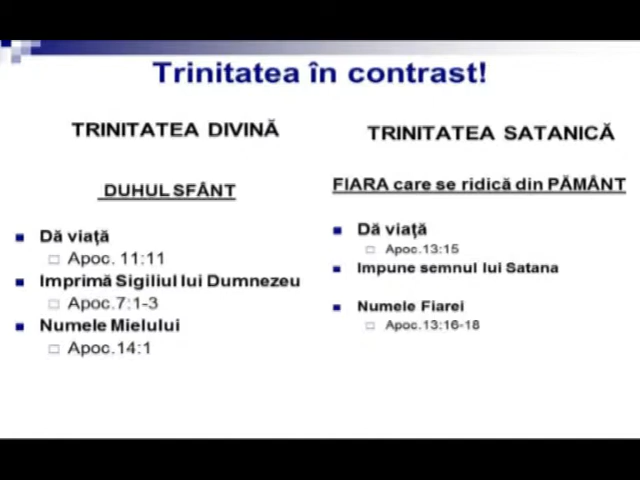 Trinitatea în contrast!
TRINITATEA DIVINĂ
DUHUL SFÂNT
Dă viaţă
Apoc. 11:11
Imprimă Sigiliul lui Dumnezeu
Apoc.7:1-3
Numele Mielului
Apoc.14:1
TRINITATEA SATANICĂ
FIARA care se ridică din PĂMÂNT
Dă viaţă
Apoc.13:15
Impune semnul lui Satana
Numele Fiarei
Apoc.13:16-18